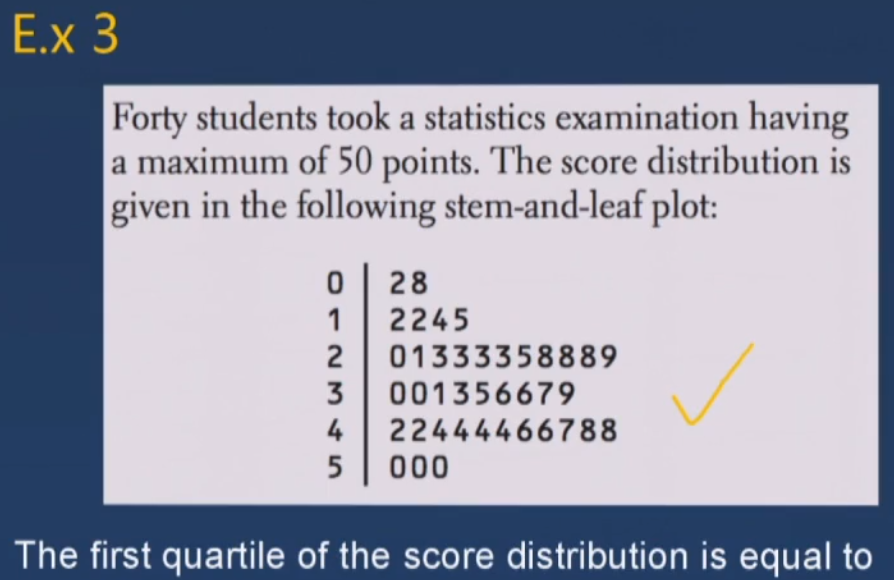 E.x 3
Forty students took a statistics examination having
a maximum of 50 points. The score distribution is
given in the following stem-and-leaf plot:
0 | 28
1 | 2245
2 | 01333358889
3 | 001356679
4 | 22444466788
5 | 000
The first quartile of the score distribution is equal to